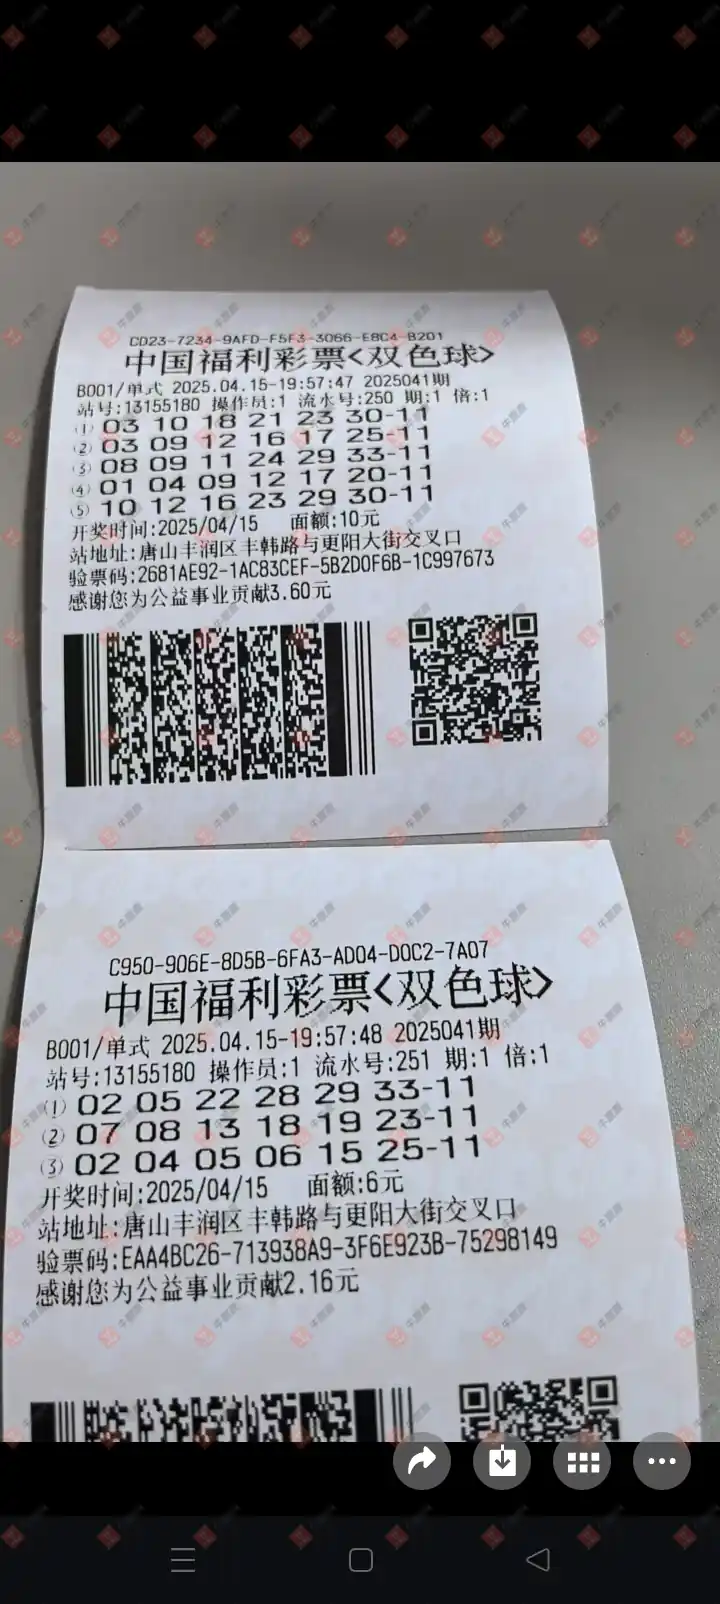 CD23-7234-9AFD-F5F3-3066-E8C4-B201
中国福利彩票<双色球>
B001/单式 2025.04.15-19:57:47 2025041期
站号:13155180 操作员:1 流水号:250 期:1 倍:1
① 03 10 18 21 23 30-11
② 03 09 12 16 17 25-11
③ 08 09 11 24 29 33-11
④ 01 04 09 12 17 20-11
⑤ 10 12 16 23 29 30-11
开奖时间:2025/04/15 面额:10元
站地址:唐山丰润区丰韩路与更阳大街交叉口
验票码:2681AE92-1AC83CEF-5B2D0F6B-1C997673
感谢您为公益事业贡献3.60元
C950-906E-8D5B-6FA3-AD04-D0C2-7A07
中国福利彩票<双色球>
B001/单式 2025.04.15-19:57:48 2025041期
站号:13155180 操作员:1 流水号:251 期:1 倍:1
① 02 05 22 28 29 33-11
② 07 08 13 18 19 23-11
③ 02 04 05 06 15 25-11
开奖时间:2025/04/15 面额:6元
站地址:唐山丰润区丰韩路与更阳大街交叉口
验票码:EAA4BC26-713938A9-3F6E923B-75298149
感谢您为公益事业贡献2.16元